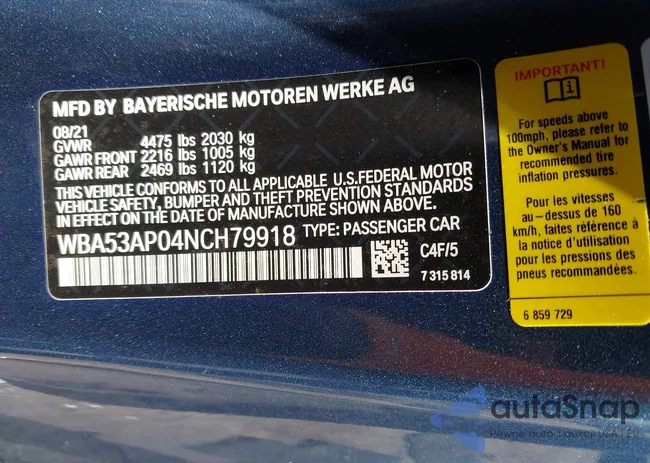 MFD BY BAYERISCHE MOTOREN WERKE AG
08/21
GVWR 4475 lbs 2030 kg
GAWR FRONT 2216 lbs 1005 kg
GAWR REAR 2469 lbs 1120 kg
THIS VEHICLE CONFORMS TO ALL APPLICABLE U.S.FEDERAL MOTOR
VEHICLE SAFETY, BUMPER AND THEFT PREVENTION STANDARDS
IN EFFECT ON THE DATE OF MANUFACTURE SHOWN ABOVE.
WBA53AP04NCH79918 TYPE: PASSENGER CAR
C4F/5
7 315 814
IMPORTANT!
For speeds above
100mph, please refer to
the Owner's Manual for
recommended tire
inflation pressures.
Pour les vitesses
au-dessus de 160
km/h, faites référence à
la notice d'utilisation
pour les pressions des
pneus recommandées.
6 859 729
autoSnap
Pewne auto z aukcji USA i EU